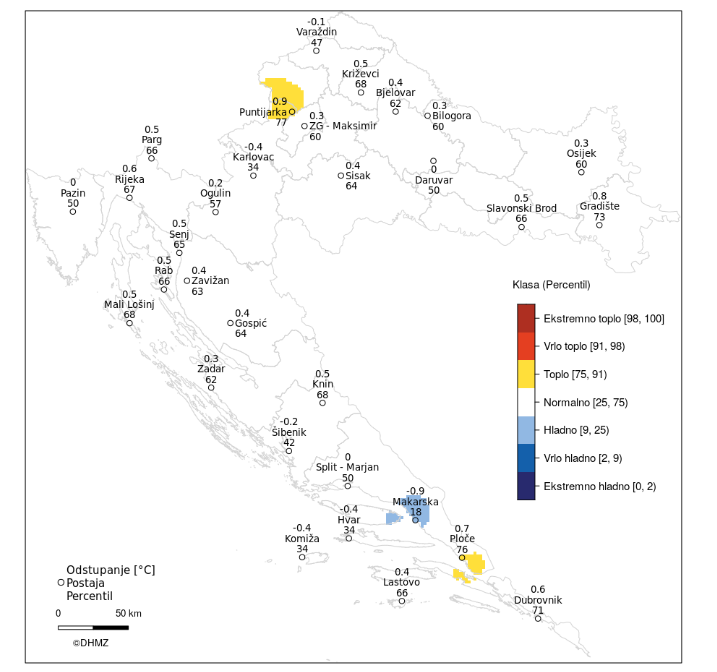 -0.1
Varaždin
47
0.5
Križevci
68
0.4
Bjelovar
62
0.9
Puntijarka
77
0.3
ZG - Maksimir
60
0.3
Bilogora
60
0.5
Parg
66
-0.4
Karlovac
34
0.4
Sisak
64
0
Daruvar
50
0.3
Osijek
60
0
Pazin
50
0.6
Rijeka
67
0.2
Ogulin
57
0.5
Slavonski Brod
66
0.8
Gradište
73
0.5
Senj
65
0.5
Rab
66
0.4
Zavižan
63
0.5
Mali Lošinj
68
0.4
Gospić
64
0.3
Zadar
62
0.5
Knin
68
-0.2
Šibenik
42
0
Split - Marjan
50
-0.9
Makarska
18
-0.4
Hvar
34
-0.4
Komiža
34
0.7
Ploče
76
0.4
Lastovo
66
0.6
Dubrovnik
71
Klasa (Percentil)
Ekstremno toplo [98, 100]
Vrlo toplo [91, 98)
Toplo [75, 91)
Normalno [25, 75)
Hladno [9, 25)
Vrlo hladno [2, 9)
Ekstremno hladno [0, 2)
Odstupanje [°C]
Postaja
Percentil
0 50 km
©DHMZ